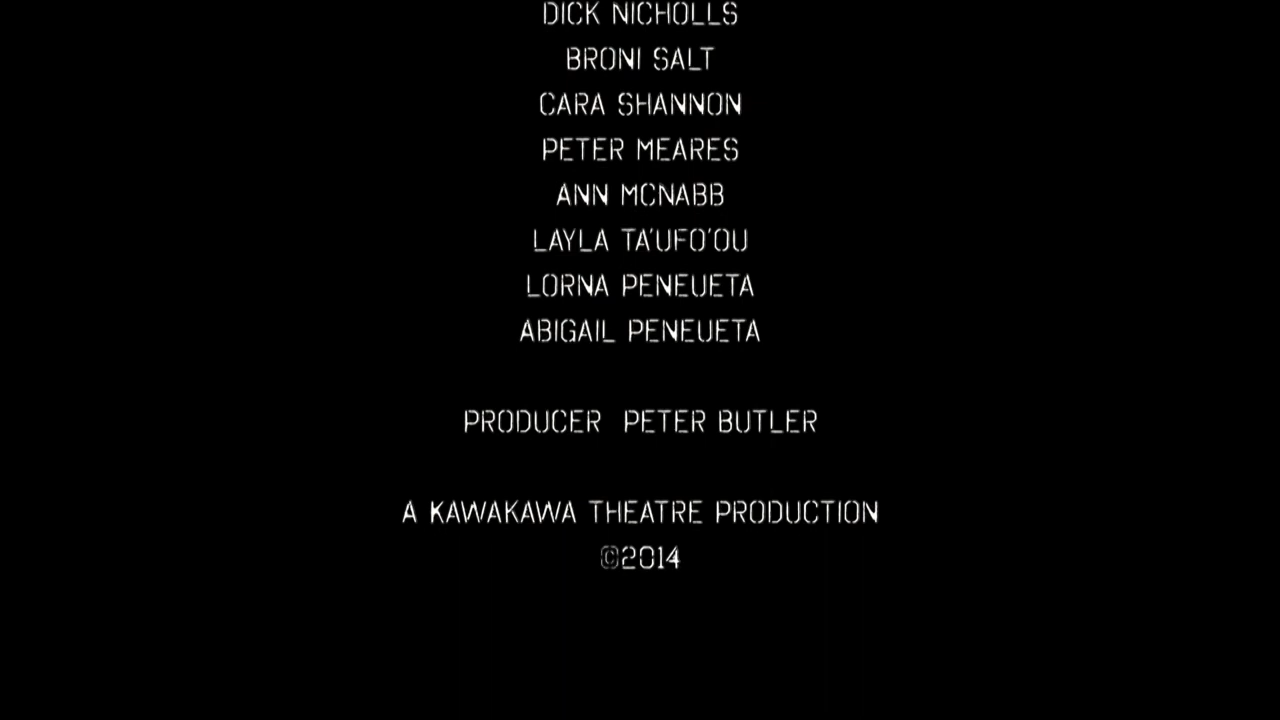 DICK NICHOLLS
BRONI SALT
CARA SHANNON
PETER MEARES
ANN MCNABB
LAYLA TA'UFO'OU
LORNA PENEUETA
ABIGAIL PENEUETA
PRODUCER PETER BUTLER
A KAWAKAWA THEATRE PRODUCTION
©2014